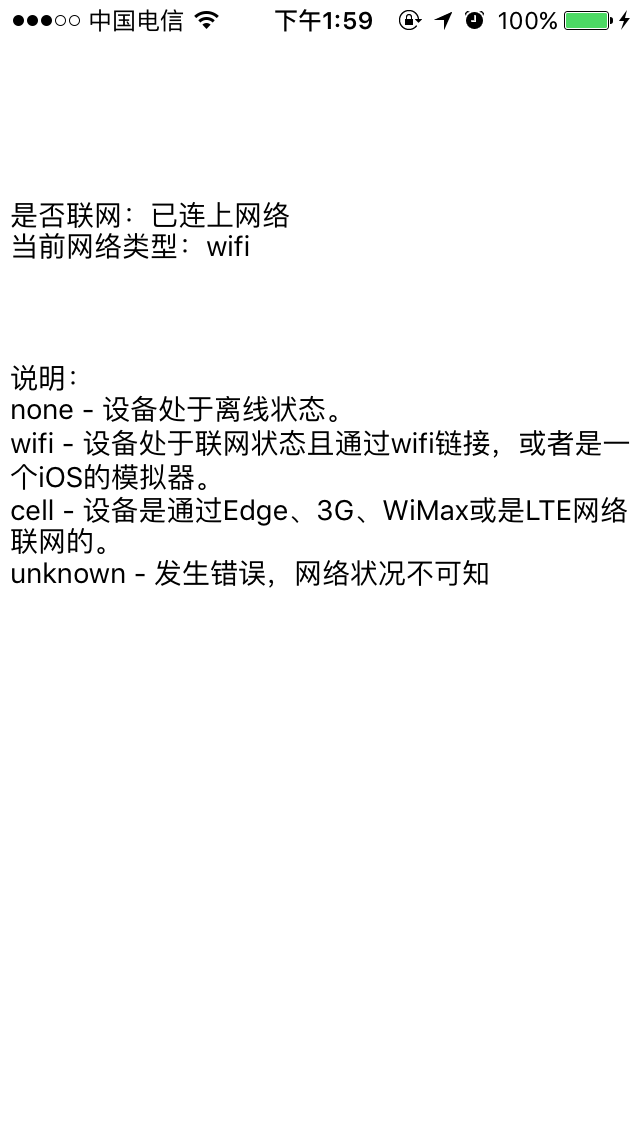 中国电信 下午1:59 100%
是否联网：已连上网络
当前网络类型：wifi
说明：
none - 设备处于离线状态。
wifi - 设备处于联网状态且通过wifi链接，或者是一
个iOS的模拟器。
cell - 设备是通过Edge、3G、WiMax或是LTE网络
联网的。
unknown - 发生错误，网络状况不可知